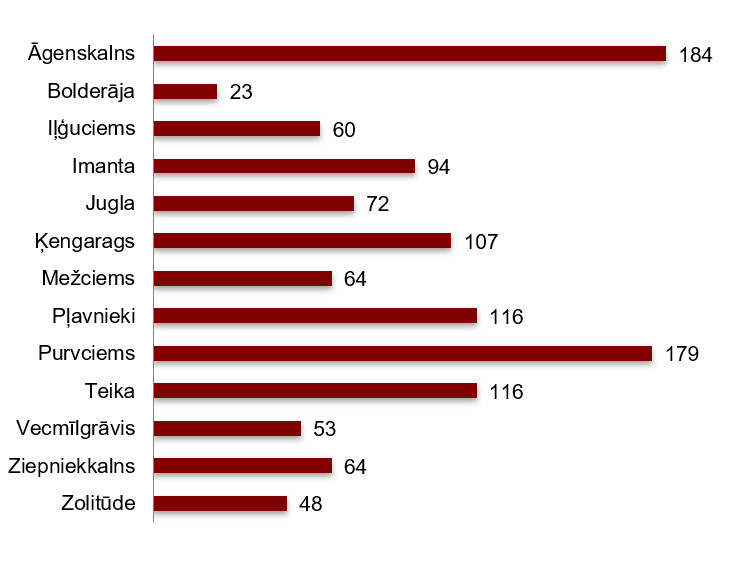 Āgenskalns 184
Bolderāja 23
Iļģuciems 60
Imanta 94
Jugla 72
Ķengarags 107
Mežciems 64
Pļavnieki 116
Purvciems 179
Teika 116
Vecmīlgrāvis 53
Ziepniekkalns 64
Zolitūde 48